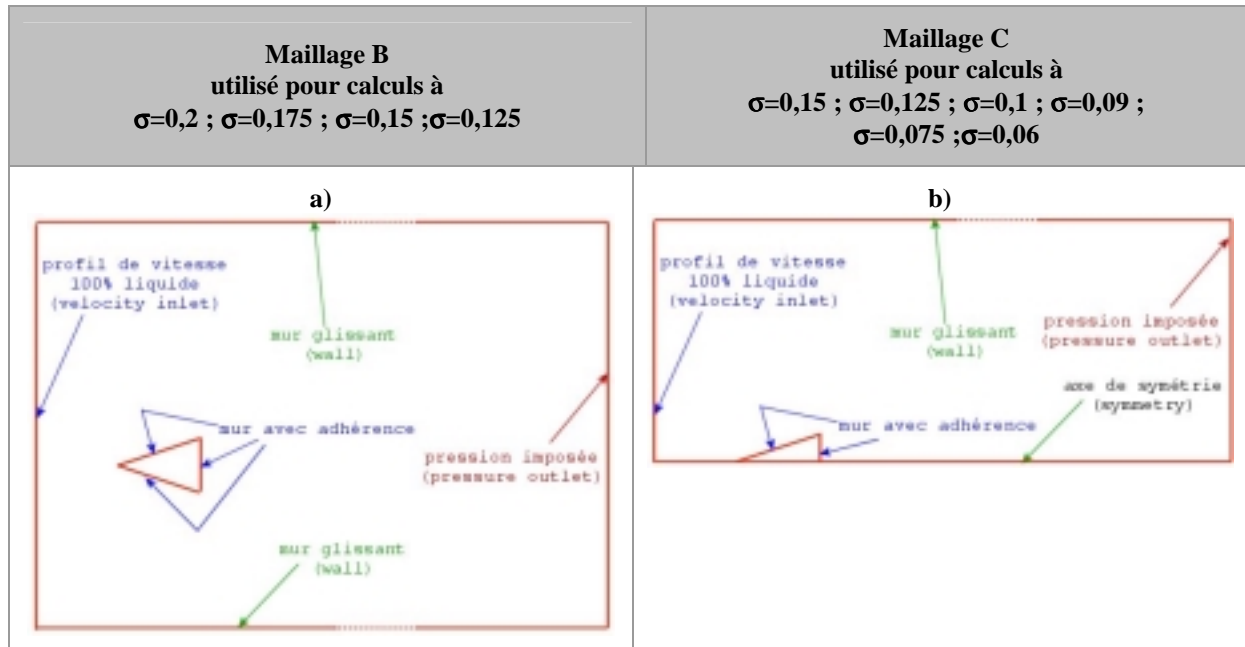 Maillage B
utilisé pour calculs à
σ=0,2 ; σ=0,175 ; σ=0,15 ;σ=0,125
Maillage C
utilisé pour calculs à
σ=0,15 ; σ=0,125 ; σ=0,1 ; σ=0,09 ;
σ=0,075 ;σ=0,06
a)
profil de vitesse
100% liquide
(velocity inlet)
mur glissant
(wall)
mur avec adhérence
pression imposée
(pressure outlet)
mur glissant
(wall)
b)
profil de vitesse
100% liquide
(velocity inlet)
mur glissant
(wall)
pression imposée
(pressure outlet)
axe de symétrie
(symmetry)
mur avec adhérence